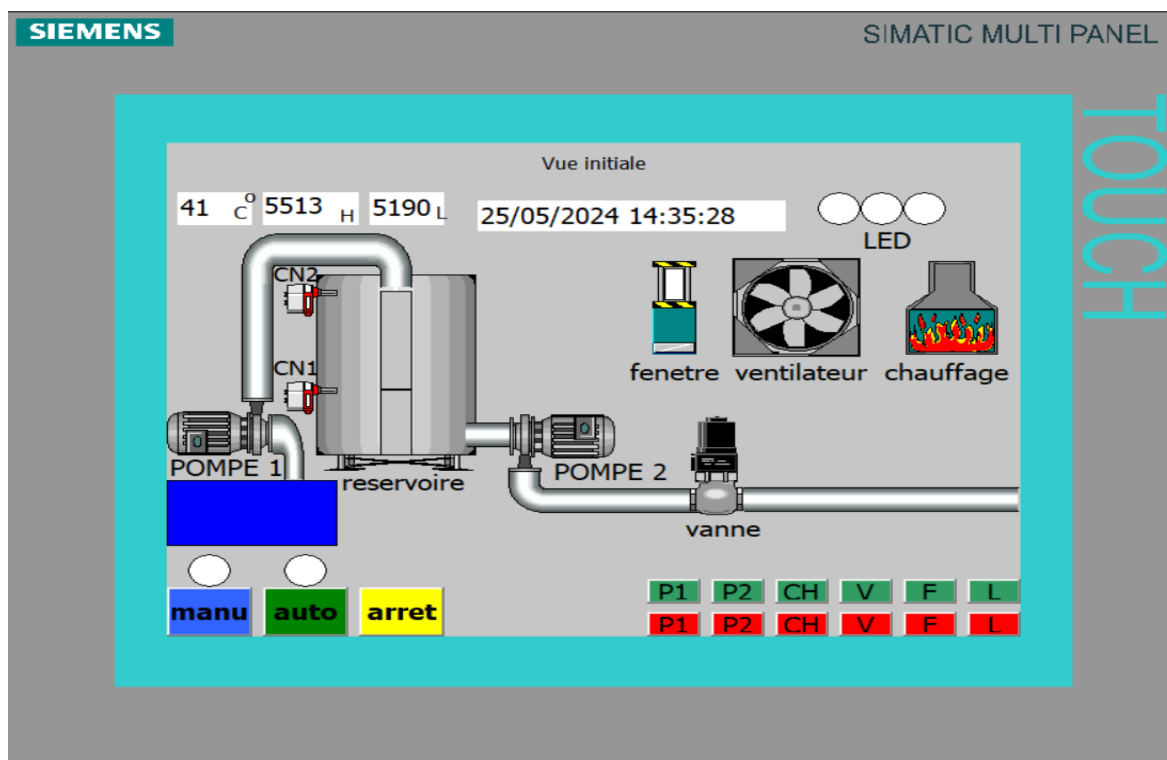 SIEMENS
SIMATIC MULTI PANEL
TOUCH
Vue initiale
41 C° 5513 H 5190 L 25/05/2024 14:35:28
LED
CN2
CN1
fenetre ventilateur chauffage
POMPE 1
reservoire
POMPE 2
vanne
manu auto arret
P1 P2 CH V F L
P1 P2 CH V F L